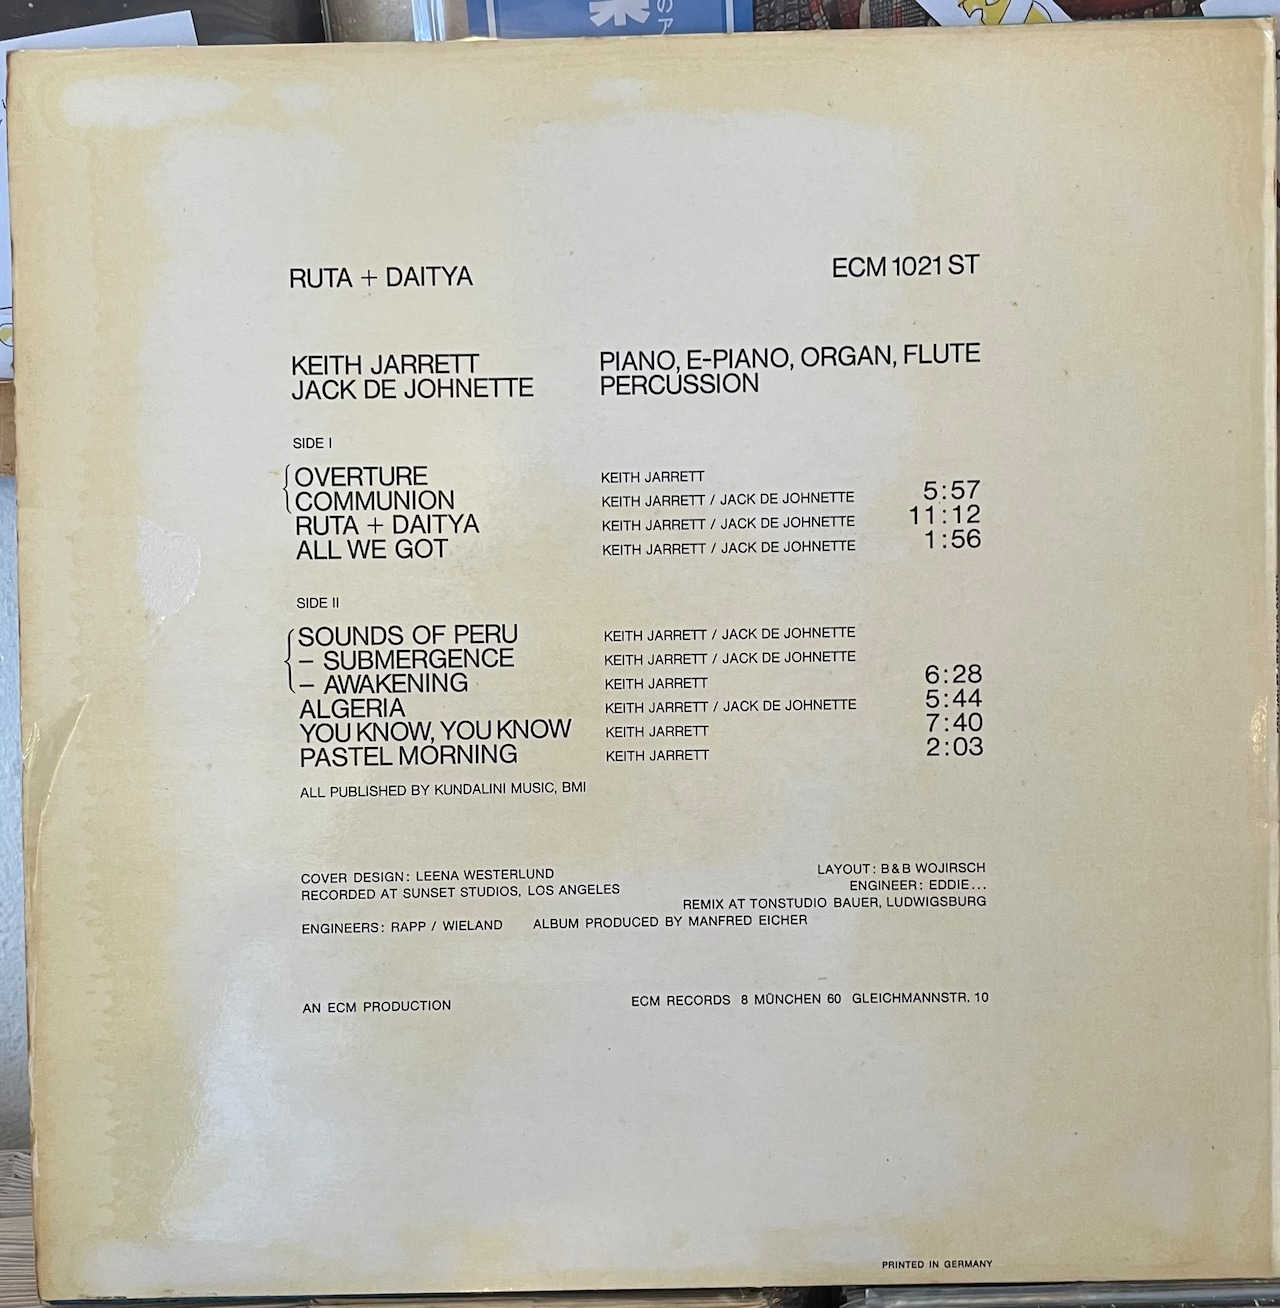 RUTA + DAITYA ECM 1021 ST
KEITH JARRETT PIANO, E-PIANO, ORGAN, FLUTE
JACK DE JOHNETTE PERCUSSION
SIDE I
OVERTURE KEITH JARRETT
COMMUNION KEITH JARRETT / JACK DE JOHNETTE 5:57
RUTA + DAITYA KEITH JARRETT / JACK DE JOHNETTE 11:12
ALL WE GOT KEITH JARRETT / JACK DE JOHNETTE 1:56
SIDE II
SOUNDS OF PERU KEITH JARRETT / JACK DE JOHNETTE
– SUBMERGENCE KEITH JARRETT / JACK DE JOHNETTE
– AWAKENING KEITH JARRETT 6:28
ALGERIA KEITH JARRETT / JACK DE JOHNETTE 5:44
YOU KNOW, YOU KNOW KEITH JARRETT 7:40
PASTEL MORNING KEITH JARRETT 2:03
ALL PUBLISHED BY KUNDALINI MUSIC, BMI
COVER DESIGN: LEENA WESTERLUND LAYOUT: B & B WOJIRSCH
RECORDED AT SUNSET STUDIOS, LOS ANGELES ENGINEER: EDDIE...
REMIX AT TONSTUDIO BAUER, LUDWIGSBURG
ENGINEERS: RAPP / WIELAND ALBUM PRODUCED BY MANFRED EICHER
AN ECM PRODUCTION ECM RECORDS 8 MÜNCHEN 60 GLEICHMANNSTR. 10
PRINTED IN GERMANY